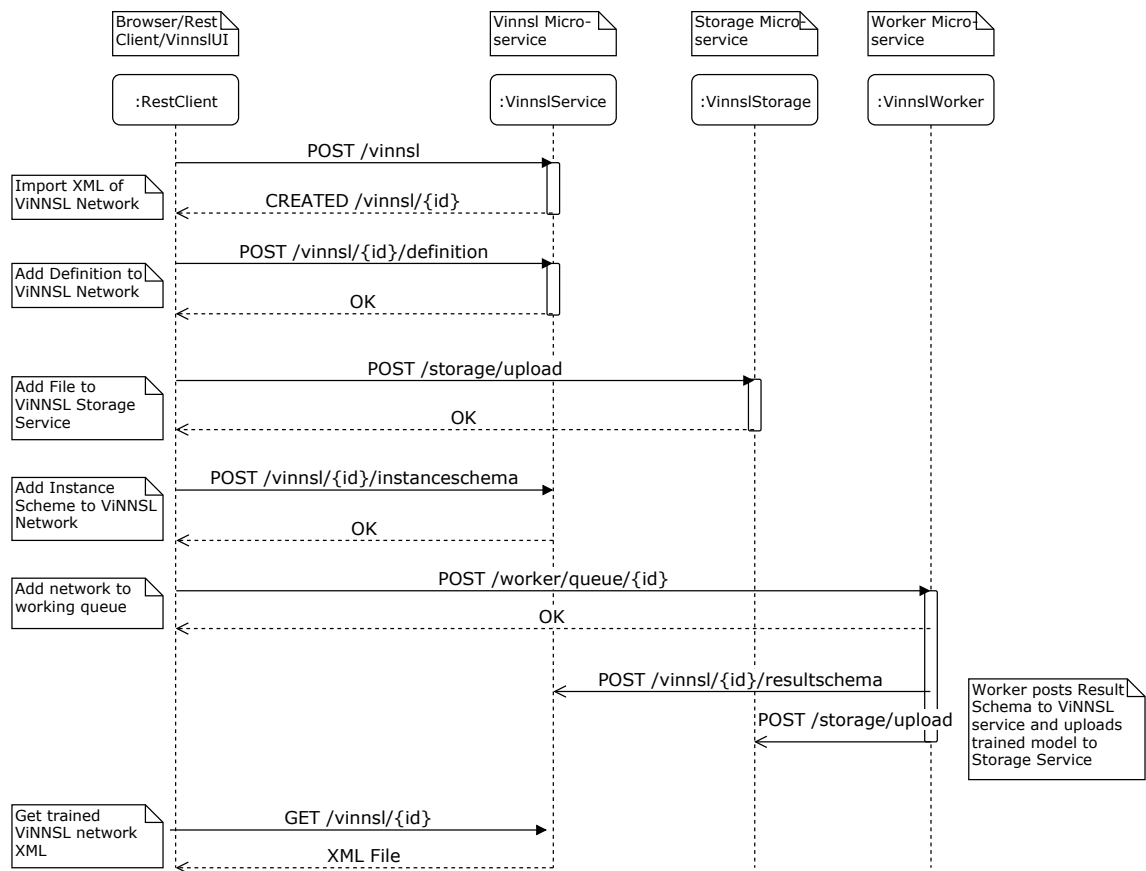 Browser/Rest
Client/VinnslUI
Vinnsl Micro-
service
Storage Micro-
service
Worker Micro-
service
:RestClient
:VinnslService
:VinnslStorage
:VinnslWorker
POST /vinnsl
Import XML of
ViNNSL Network
CREATED /vinnsl/{id}
POST /vinnsl/{id}/definition
Add Definition to
ViNNSL Network
OK
POST /storage/upload
Add File to
ViNNSL Storage
Service
OK
POST /vinnsl/{id}/instanceschema
Add Instance
Scheme to ViNNSL
Network
OK
POST /worker/queue/{id}
Add network to
working queue
OK
POST /vinnsl/{id}/resultschema
Worker posts Result
Schema to ViNNSL
service and uploads
trained model to
Storage Service
POST /storage/upload
Get trained
ViNNSL network
XML
GET /vinnsl/{id}
XML File